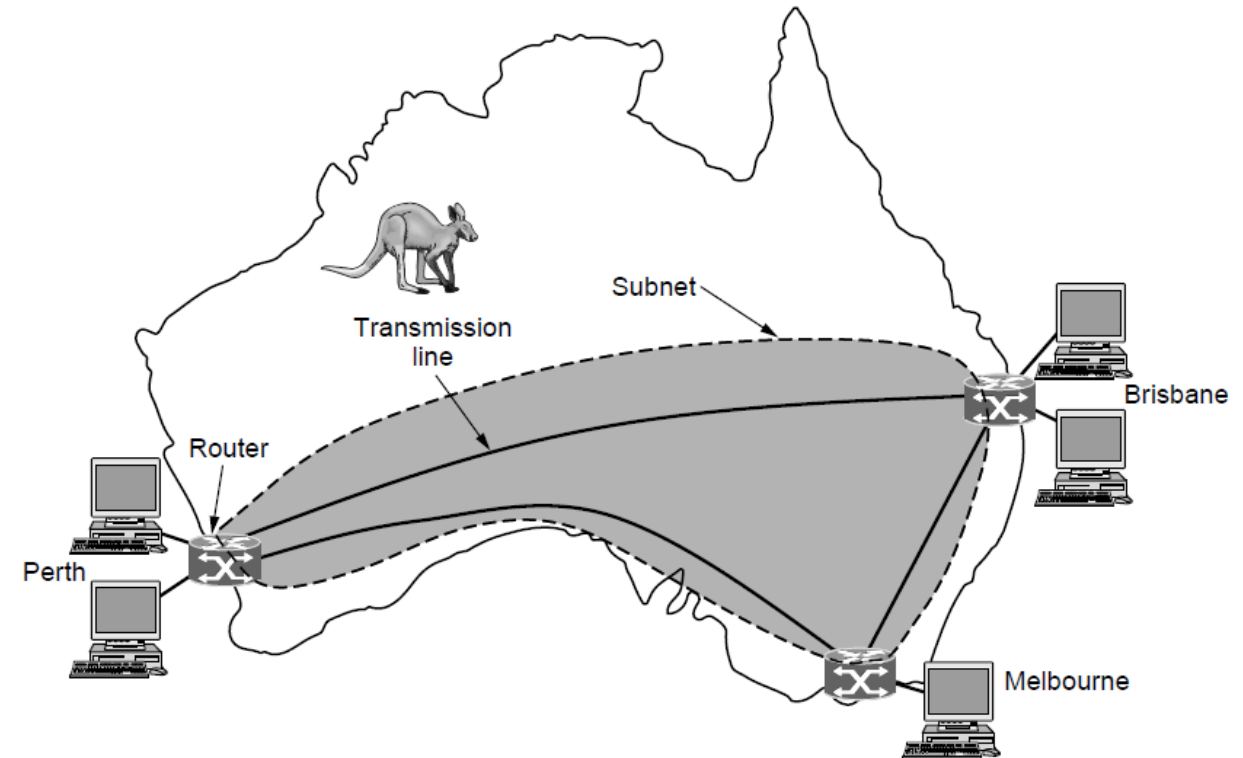 Subnet
Transmission
line
Router
Brisbane
Perth
Melbourne